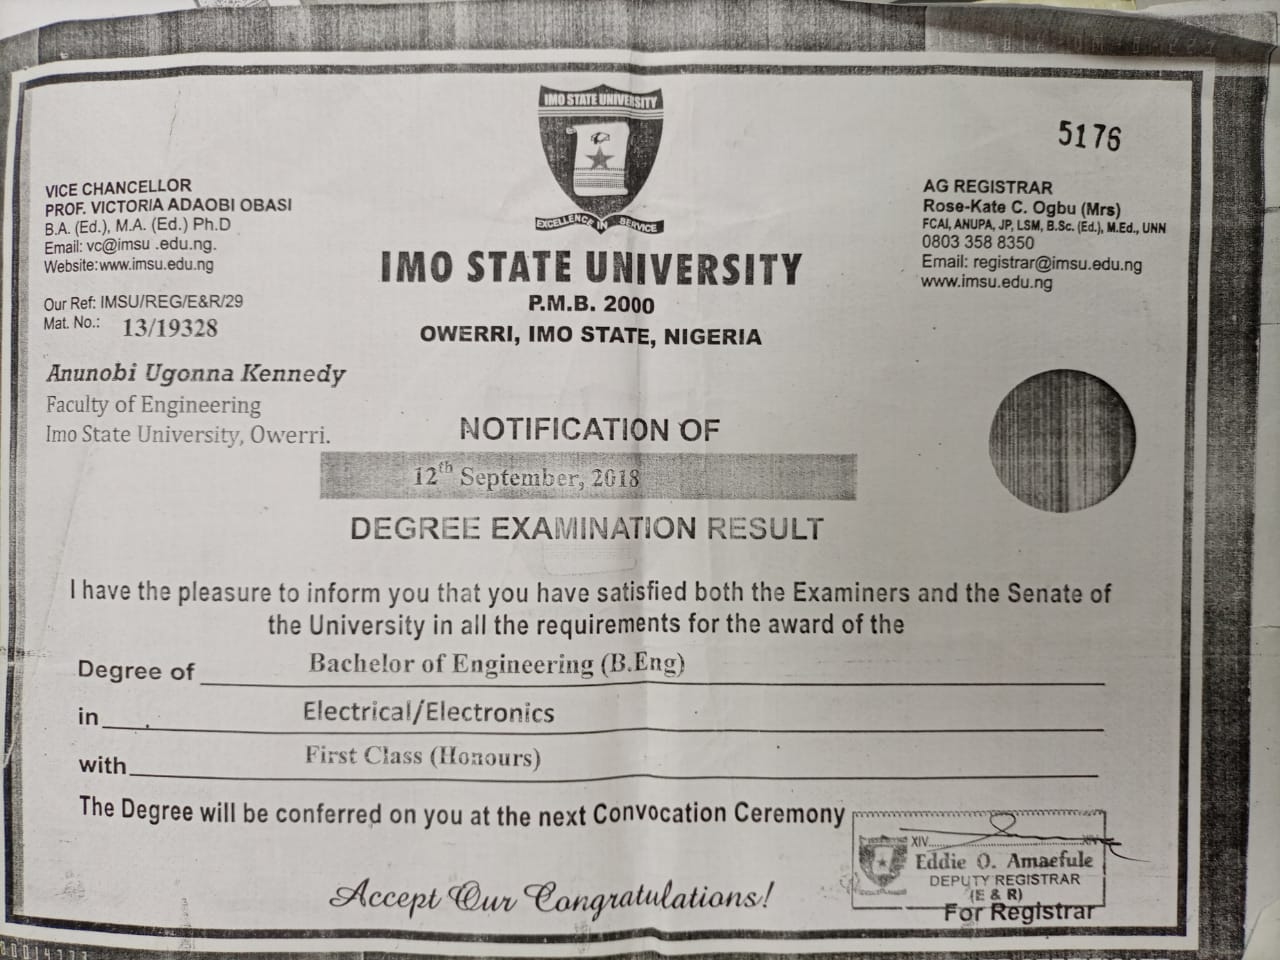 IMO STATE UNIVERSITY
EXCELLENCE IN SERVICE
5176
VICE CHANCELLOR
PROF. VICTORIA ADAOBI OBASI
B.A. (Ed.), M.A. (Ed.) Ph.D
Email: vc@imsu .edu.ng.
Website:www.imsu.edu.ng
Our Ref: IMSU/REG/E&R/29
Mat. No.: 13/19328
AG REGISTRAR
Rose-Kate C. Ogbu (Mrs)
FCAI, ANUPA, JP, LSM, B.Sc. (Ed.), M.Ed., UNN
0803 358 8350
Email: registrar@imsu.edu.ng
www.imsu.edu.ng
IMO STATE UNIVERSITY
P.M.B. 2000
OWERRI, IMO STATE, NIGERIA
Anunobi Ugonna Kennedy
Faculty of Engineering
Imo State University, Owerri.
NOTIFICATION OF
12th September, 2018
DEGREE EXAMINATION RESULT
I have the pleasure to inform you that you have satisfied both the Examiners and the Senate of
the University in all the requirements for the award of the
Degree of Bachelor of Engineering (B.Eng)
in Electrical/Electronics
with First Class (Honours)
The Degree will be conferred on you at the next Convocation Ceremony
XIV
Eddie O. Amaefule
DEPUTY REGISTRAR
(E & R)
For Registrar
Accept Our Congratulations!